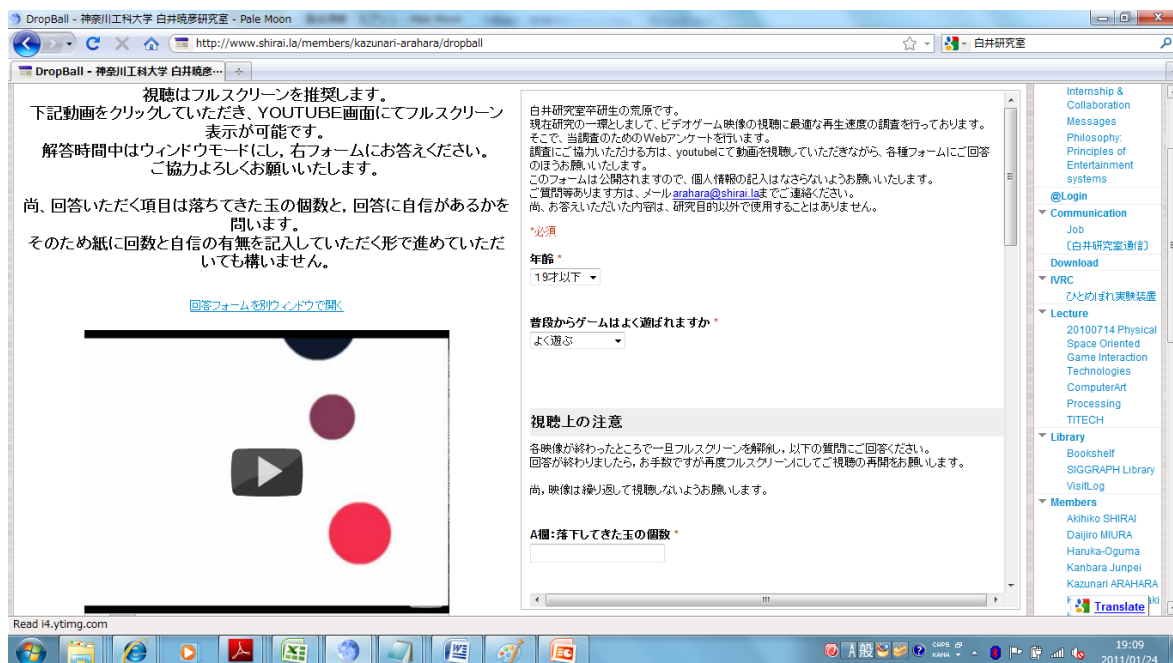 DropBall - 神奈川工科大学 白井暁彦研究室 - Pale Moon
http://www.shirai.la/members/kazunari-arahara/dropball
白井研究室
DropBall - 神奈川工科大学 白井暁彦…
視聴はフルスクリーンを推奨します。
下記動画をクリックしていただき、YOUTUBE画面にてフルスクリーン
表示が可能です。
解答時間中はウィンドウモードにし，右フォームにお答えください。
ご協力よろしくお願いいたします。
尚、回答いただく項目は落ちてきた玉の個数と，回答に自信があるかを
問います。
そのため紙に回数と自信の有無を記入していただく形で進めていただ
いても構いません。
回答フォームを別ウィンドウで開く
白井研究室卒研生の荒原です。
現在研究の一環としまして、ビデオゲーム映像の視聴に最適な再生速度の調査を行っております。
そこで、当調査のためのWebアンケートを行います。
調査にご協力いただける方は、youtubeにて動画を視聴していただきながら、各種フォームにご回答
のほうお願いいたします。
このフォームは公開されますので、個人情報の記入はなさらないようお願いいたします。
ご質問等あります方は、メールarahara@shirai.laまでご連絡ください。
尚、お答えいただいた内容は、研究目的以外で使用することはありません。
*必須
年齢 *
19才以下
普段からゲームはよく遊ばれますか *
よく遊ぶ
視聴上の注意
各映像が終わったところで一旦フルスクリーンを解除し，以下の質問にご回答ください。
回答が終わりましたら、お手数ですが再度フルスクリーンにしてご視聴の再開をお願いします。
尚，映像は繰り返して視聴しないようお願いします。
A欄：落下してきた玉の個数 *
Internship &
Collaboration
Messages
Philosophy:
Principles of
Entertainment
systems
@Login
Communication
Job
〔白井研究室通信〕
Download
IVRC
ひとめぼれ実験装置
Lecture
20100714 Physical
Space Oriented
Game Interaction
Technologies
ComputerArt
Processing
TITECH
Library
Bookshelf
SIGGRAPH Library
VisitLog
Members
Akihiko SHIRAI
Daijiro MIURA
Haruka-Oguma
Kanbara Junpei
Kazunari ARAHARA
Translate
Read i4.ytimg.com
A 般
CAPS
KANA
19:09
2011/01/24